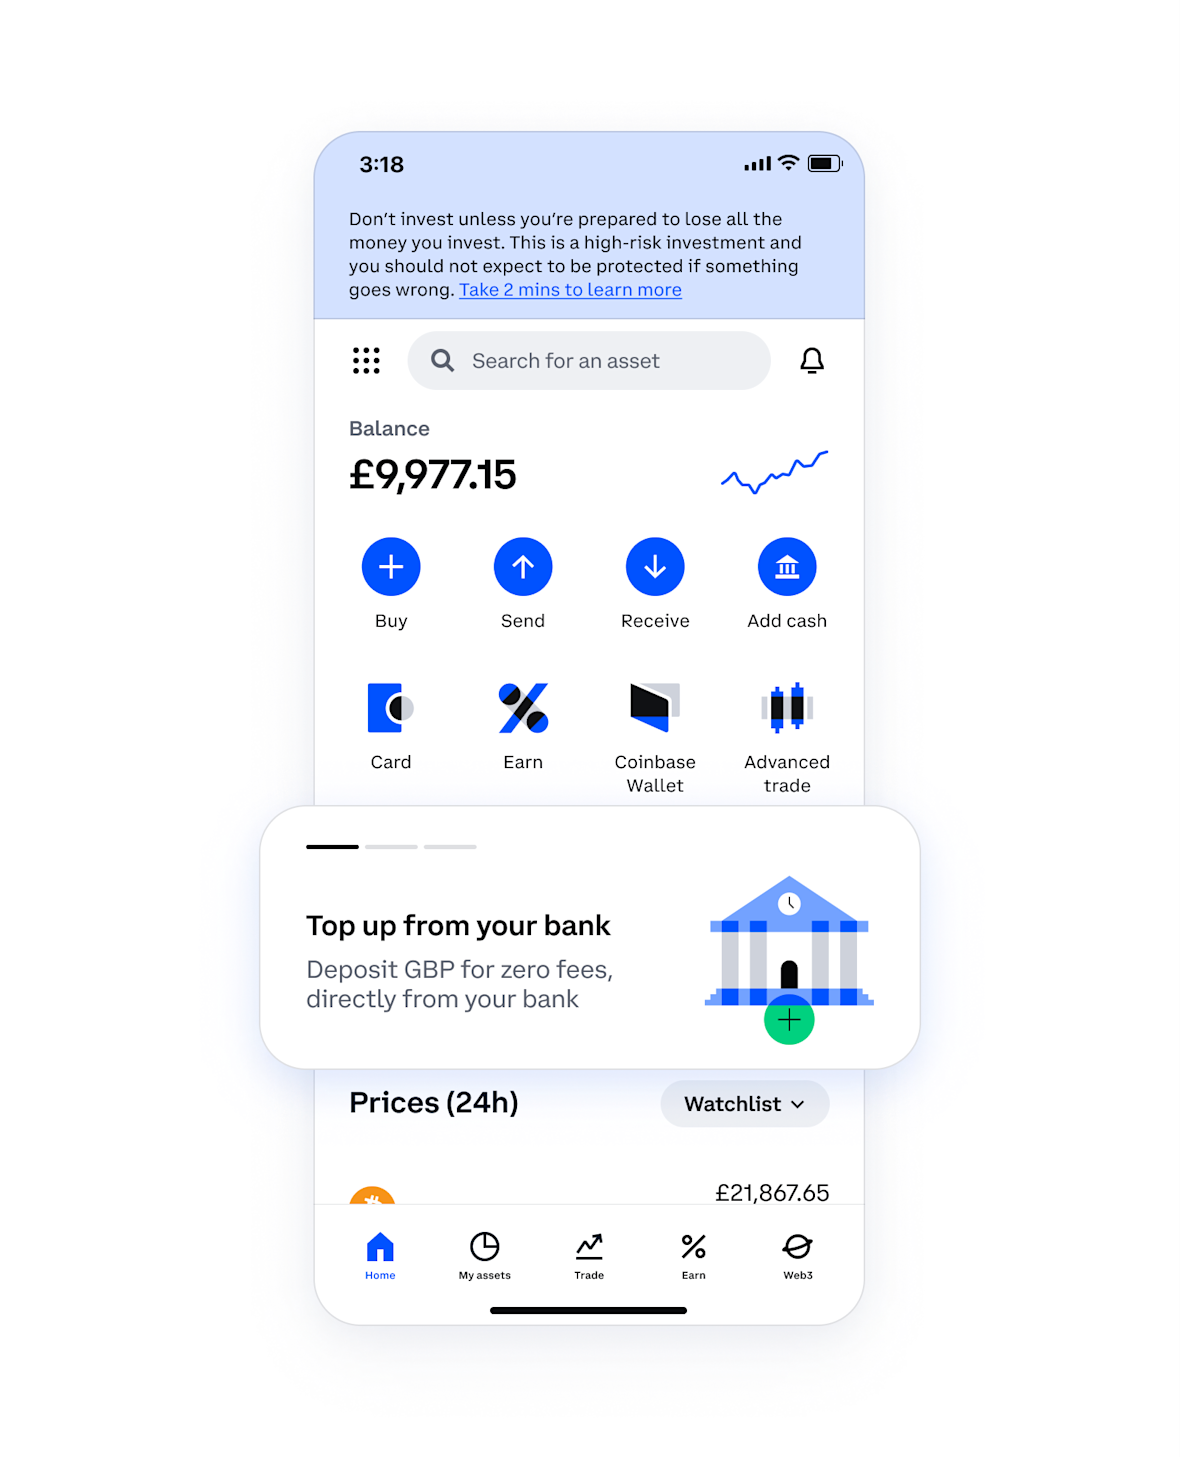 3:18
Don’t invest unless you’re prepared to lose all the
money you invest. This is a high-risk investment and
you should not expect to be protected if something
goes wrong. Take 2 mins to learn more
Search for an asset
Balance
£9,977.15
Buy
Send
Receive
Add cash
Card
Earn
Coinbase
Wallet
Advanced
trade
Top up from your bank
Deposit GBP for zero fees,
directly from your bank
Prices (24h)
Watchlist
£21,867.65
Home
My assets
Trade
Earn
Web3